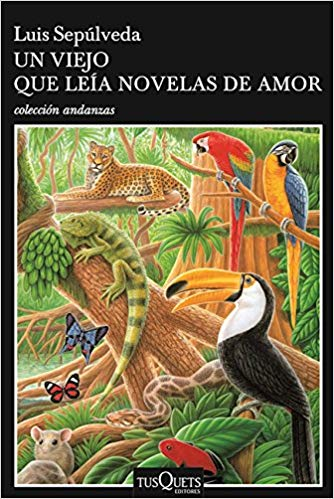 Luis Sepúlveda
UN VIEJO
QUE LEÍA NOVELAS DE AMOR
colección andanzas
TUSQUETS
EDITORES